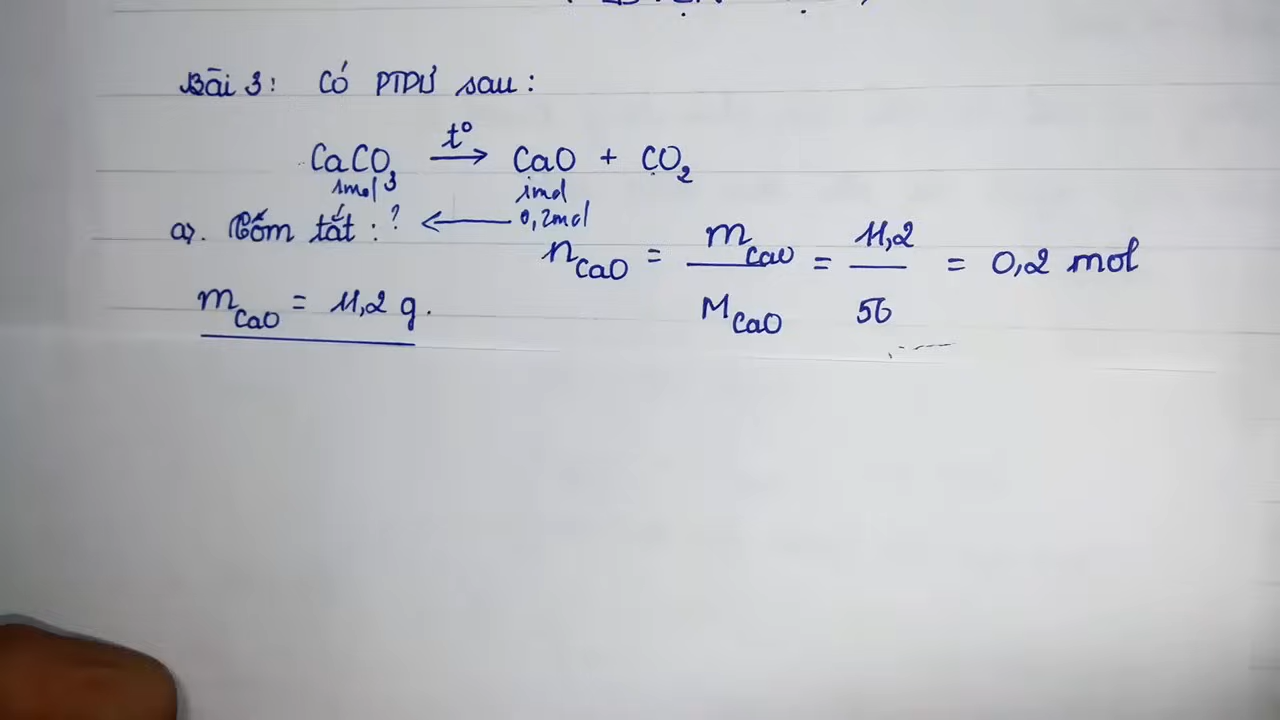 Bài 3: Có PTPƯ sau:
CaCO3 t° → CaO + CO2
1mol 1mol
a). Tóm tắt: ? ← 0,2mol
nCaO = mCaO / MCaO = 11,2 / 56 = 0,2 mol
mCaO = 11,2 g.